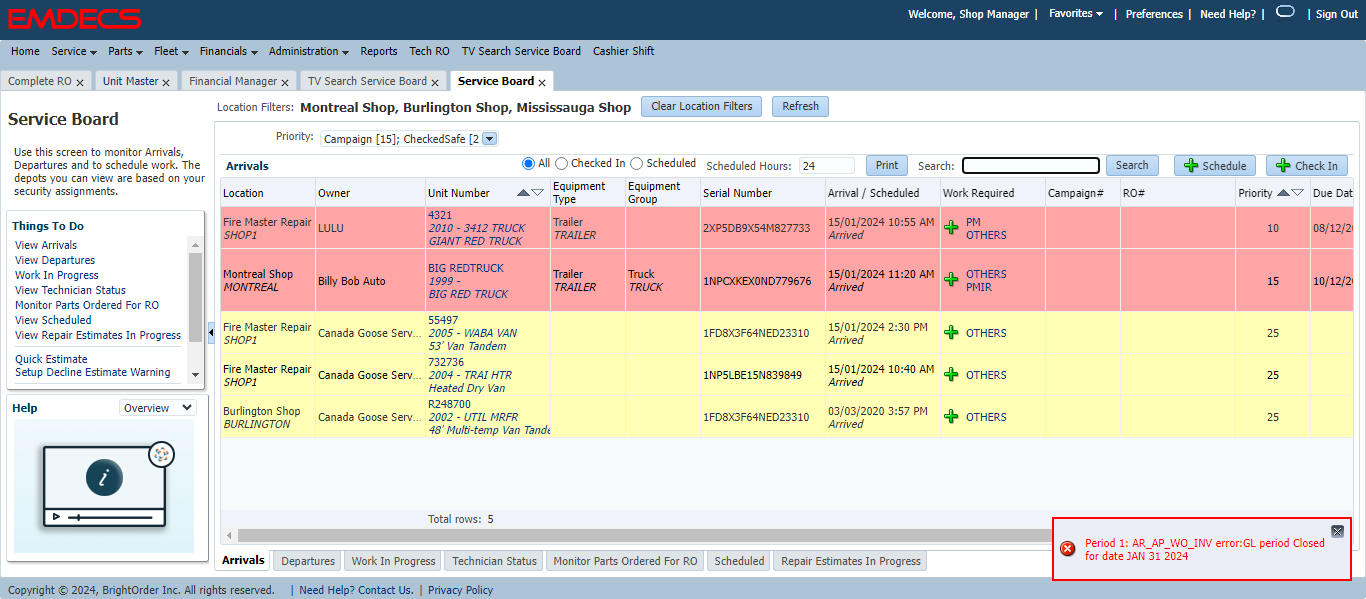 EMDECS
Welcome, Shop Manager | Favorites | Preferences | Need Help? | | Sign Out
Home Service Parts Fleet Financials Administration Reports Tech RO TV Search Service Board Cashier Shift
Complete RO Unit Master Financial Manager TV Search Service Board Service Board
Service Board
Use this screen to monitor Arrivals,
Departures and to schedule work. The
depots you can view are based on your
security assignments.
Things To Do
View Arrivals
View Departures
Work In Progress
View Technician Status
Monitor Parts Ordered For RO
View Scheduled
View Repair Estimates In Progress
Quick Estimate
Setup Decline Estimate Warning
Help Overview
i
Location Filters: Montreal Shop, Burlington Shop, Mississauga Shop Clear Location Filters Refresh
Priority: Campaign [15]; CheckedSafe [2
Arrivals All Checked In Scheduled Scheduled Hours: 24 Print Search: Search Schedule Check In
Location Owner Unit Number Equipment Type Equipment Group Serial Number Arrival / Scheduled Work Required Campaign# RO# Priority Due Dat
Fire Master Repair
SHOP1
LULU
4321
2010 - 3412 TRUCK
GIANT RED TRUCK
Trailer
TRAILER
2XP5DB9X54M827733
15/01/2024 10:55 AM
Arrived
PM
OTHERS
10
08/12/20
Montreal Shop
MONTREAL
Billy Bob Auto
BIG REDTRUCK
1999 -
BIG RED TRUCK
Trailer
TRAILER
Truck
TRUCK
1NPCXKEX0ND779676
15/01/2024 11:20 AM
Arrived
OTHERS
PMIR
15
10/12/20
Fire Master Repair
SHOP1
Canada Goose Serv...
55497
2005 - WABA VAN
53' Van Tandem
1FD8X3F64NED23310
15/01/2024 2:30 PM
Arrived
OTHERS
25
Fire Master Repair
SHOP1
Canada Goose Serv...
732736
2004 - TRAI HTR
Heated Dry Van
1NP5LBE15N839849
15/01/2024 10:40 AM
Arrived
OTHERS
25
Burlington Shop
BURLINGTON
Canada Goose Serv...
R248700
2002 - UTIL MRFR
48' Multi-temp Van Tande
1FD8X3F64NED23310
03/03/2020 3:57 PM
Arrived
OTHERS
25
Total rows: 5
Arrivals Departures Work In Progress Technician Status Monitor Parts Ordered For RO Scheduled Repair Estimates In Progress
Period 1: AR_AP_WO_INV error:GL period Closed
for date JAN 31 2024
Copyright © 2024, BrightOrder Inc. All rights reserved. | Need Help? Contact Us. | Privacy Policy